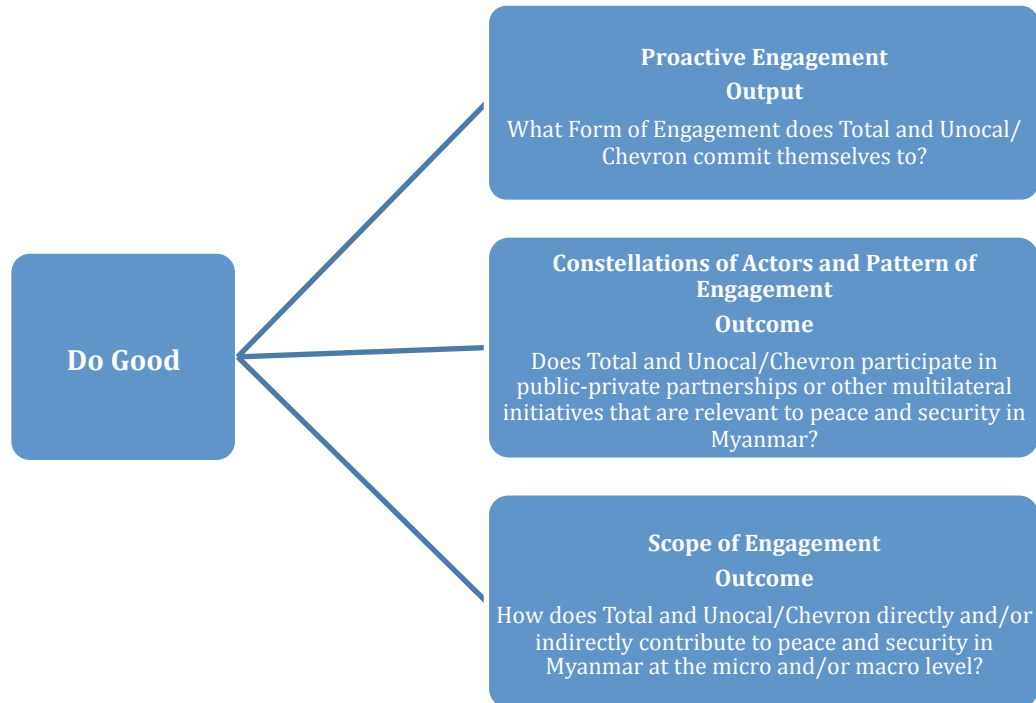 Do Good
Proactive Engagement
Output
What Form of Engagement does Total and Unocal/
Chevron commit themselves to?
Constellations of Actors and Pattern of
Engagement
Outcome
Does Total and Unocal/Chevron participate in
public-private partnerships or other multilateral
initiatives that are relevant to peace and security in
Myanmar?
Scope of Engagement
Outcome
How does Total and Unocal/Chevron directly and/or
indirectly contribute to peace and security in
Myanmar at the micro and/or macro level?